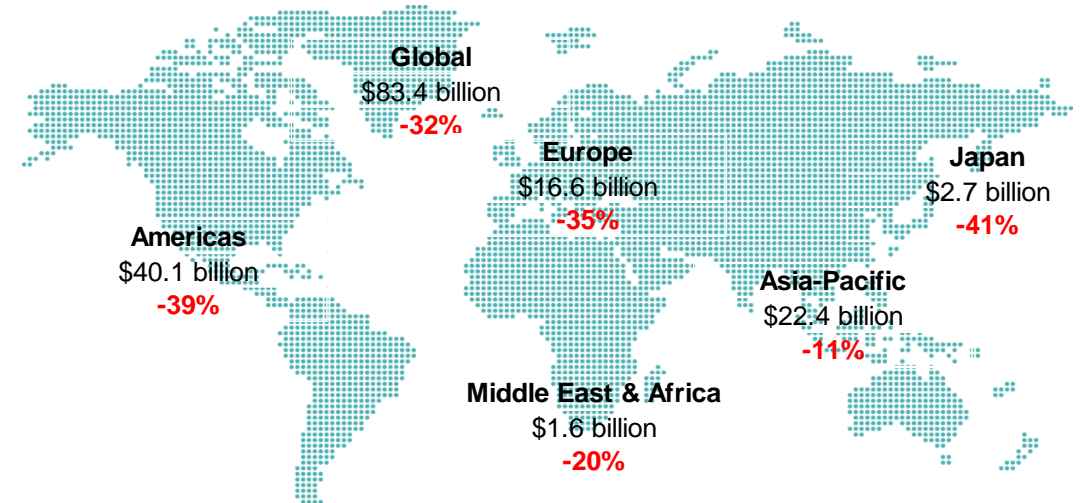 Global
$83.4 billion
-32%
Europe
$16.6 billion
-35%
Japan
$2.7 billion
-41%
Americas
$40.1 billion
-39%
Asia-Pacific
$22.4 billion
-11%
Middle East & Africa
$1.6 billion
-20%